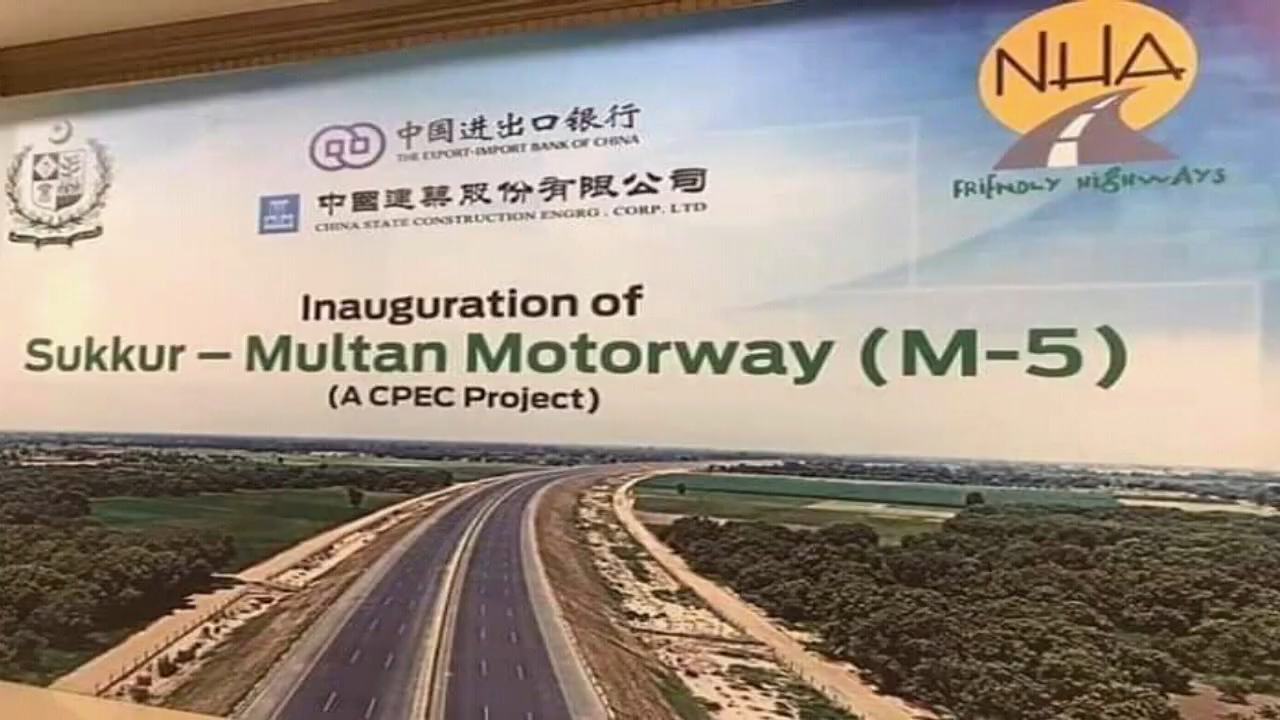 中国进出口银行
THE EXPORT-IMPORT BANK OF CHINA
中國建築股份有限公司
CHINA STATE CONSTRUCTION ENGRG. CORP. LTD
NHA
FRIENDLY HIGHWAYS
Inauguration of
Sukkur – Multan Motorway (M-5)
(A CPEC Project)